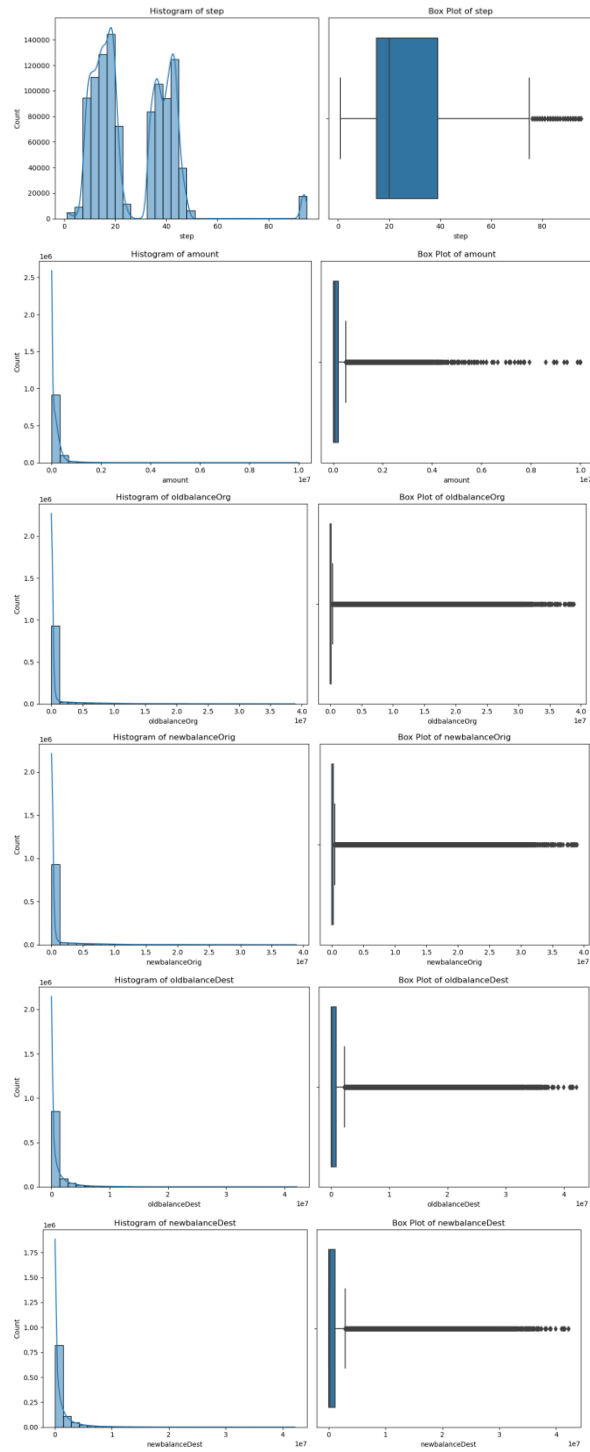 Histogram of step
140000
120000
100000
80000
60000
40000
20000
0
Count
0 20 40 60 80
step
Box Plot of step
0 20 40 60 80
step
Histogram of amount
1e6
2.5
2.0
1.5
1.0
0.5
0.0
Count
0.0 0.2 0.4 0.6 0.8 1.0
1e7
amount
Box Plot of amount
0.0 0.2 0.4 0.6 0.8 1.0
1e7
amount
Histogram of oldbalanceOrg
1e6
2.0
1.5
1.0
0.5
0.0
Count
0.0 0.5 1.0 1.5 2.0 2.5 3.0 3.5 4.0
1e7
oldbalanceOrg
Box Plot of oldbalanceOrg
0.0 0.5 1.0 1.5 2.0 2.5 3.0 3.5 4.0
1e7
oldbalanceOrg
Histogram of newbalanceOrig
1e6
2.0
1.5
1.0
0.5
0.0
Count
0.0 0.5 1.0 1.5 2.0 2.5 3.0 3.5 4.0
1e7
newbalanceOrig
Box Plot of newbalanceOrig
0.0 0.5 1.0 1.5 2.0 2.5 3.0 3.5 4.0
1e7
newbalanceOrig
Histogram of oldbalanceDest
1e6
2.0
1.5
1.0
0.5
0.0
Count
0 1 2 3 4
1e7
oldbalanceDest
Box Plot of oldbalanceDest
0 1 2 3 4
1e7
oldbalanceDest
Histogram of newbalanceDest
1e6
1.75
1.50
1.25
1.00
0.75
0.50
0.25
0.00
Count
0 1 2 3 4
1e7
newbalanceDest
Box Plot of newbalanceDest
0 1 2 3 4
1e7
newbalanceDest